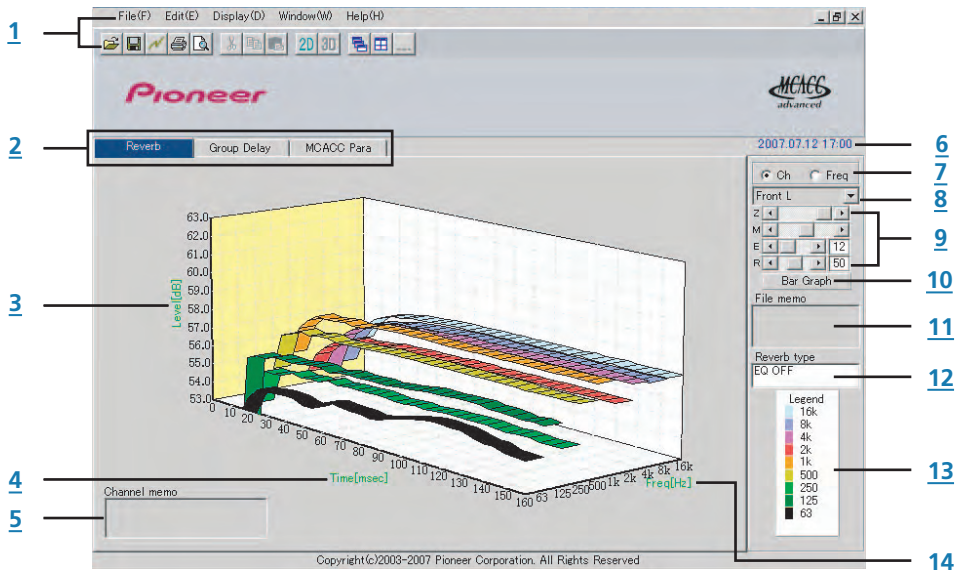 File(F) Edit(E) Display(D) Window(W) Help(H)
1
2D 3D
Pioneer
MCACC
advanced
2
Reverb Group Delay MCACC Para
2007.07.12 17:00
6
Ch Freq
7
Front L
8
Z
M
E 12
R 50
9
Bar Graph
10
File memo
11
Reverb type
EQ OFF
12
Legend
16k
8k
4k
2k
1k
500
250
125
63
13
3
Level[dB]
63.0
62.0
61.0
60.0
59.0
58.0
57.0
56.0
55.0
54.0
53.0
0 10 20 30 40 50 60 70 80 90 100 110 120 130 140 150 160
63 125 250 500 1k 2k 4k 8k 16k
4
Time[msec]
Freq[Hz]
14
Channel memo
5
Copyright(c)2003-2007 Pioneer Corporation. All Rights Reserved